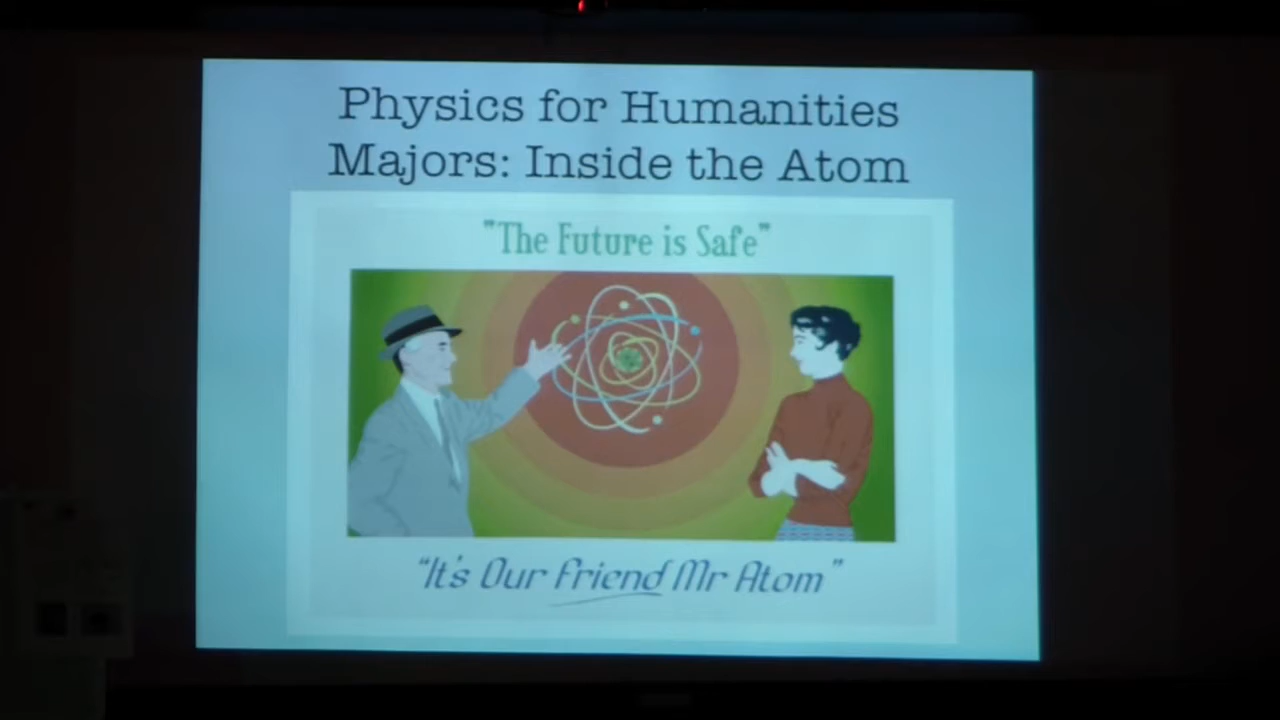 Physics for Humanities
Majors: Inside the Atom
"The Future is Safe"
"It's Our Friend Mr Atom"